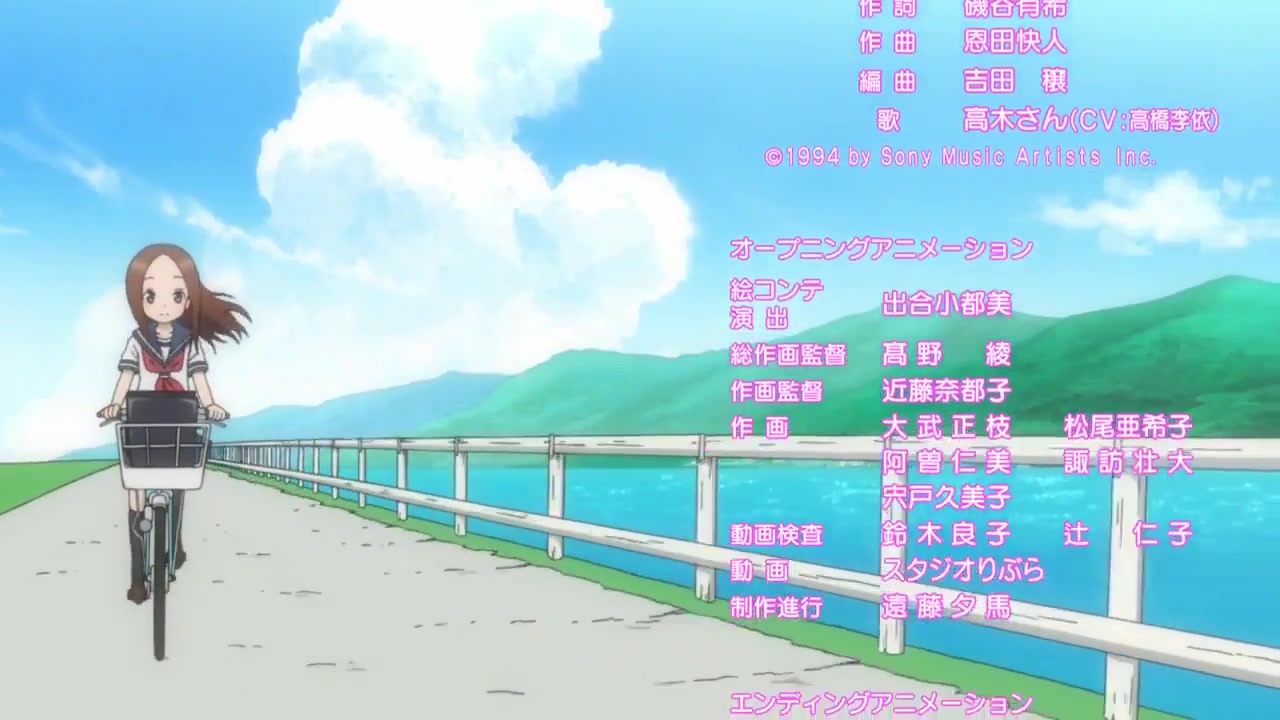 作詞 磯谷有希
作曲 恩田快人
編曲 吉田 穣
歌 高木さん(CV:高橋李依)
©1994 by Sony Music Artists Inc.
オープニングアニメーション
絵コンテ
演出 出合小都美
総作画監督 髙野 綾
作画監督 近藤奈都子
作画 大武正枝 松尾亜希子
阿曽仁美 諏訪壮大
宍戸久美子
動画検査 鈴木良子 辻 仁子
動画 スタジオりぶら
制作進行 遠藤夕馬
エンディングアニメーション